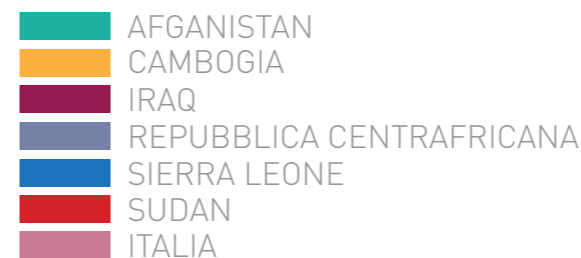 AFGANISTAN
CAMBOGIA
IRAQ
REPUBBLICA CENTRAFRICANA
SIERRA LEONE
SUDAN
ITALIA